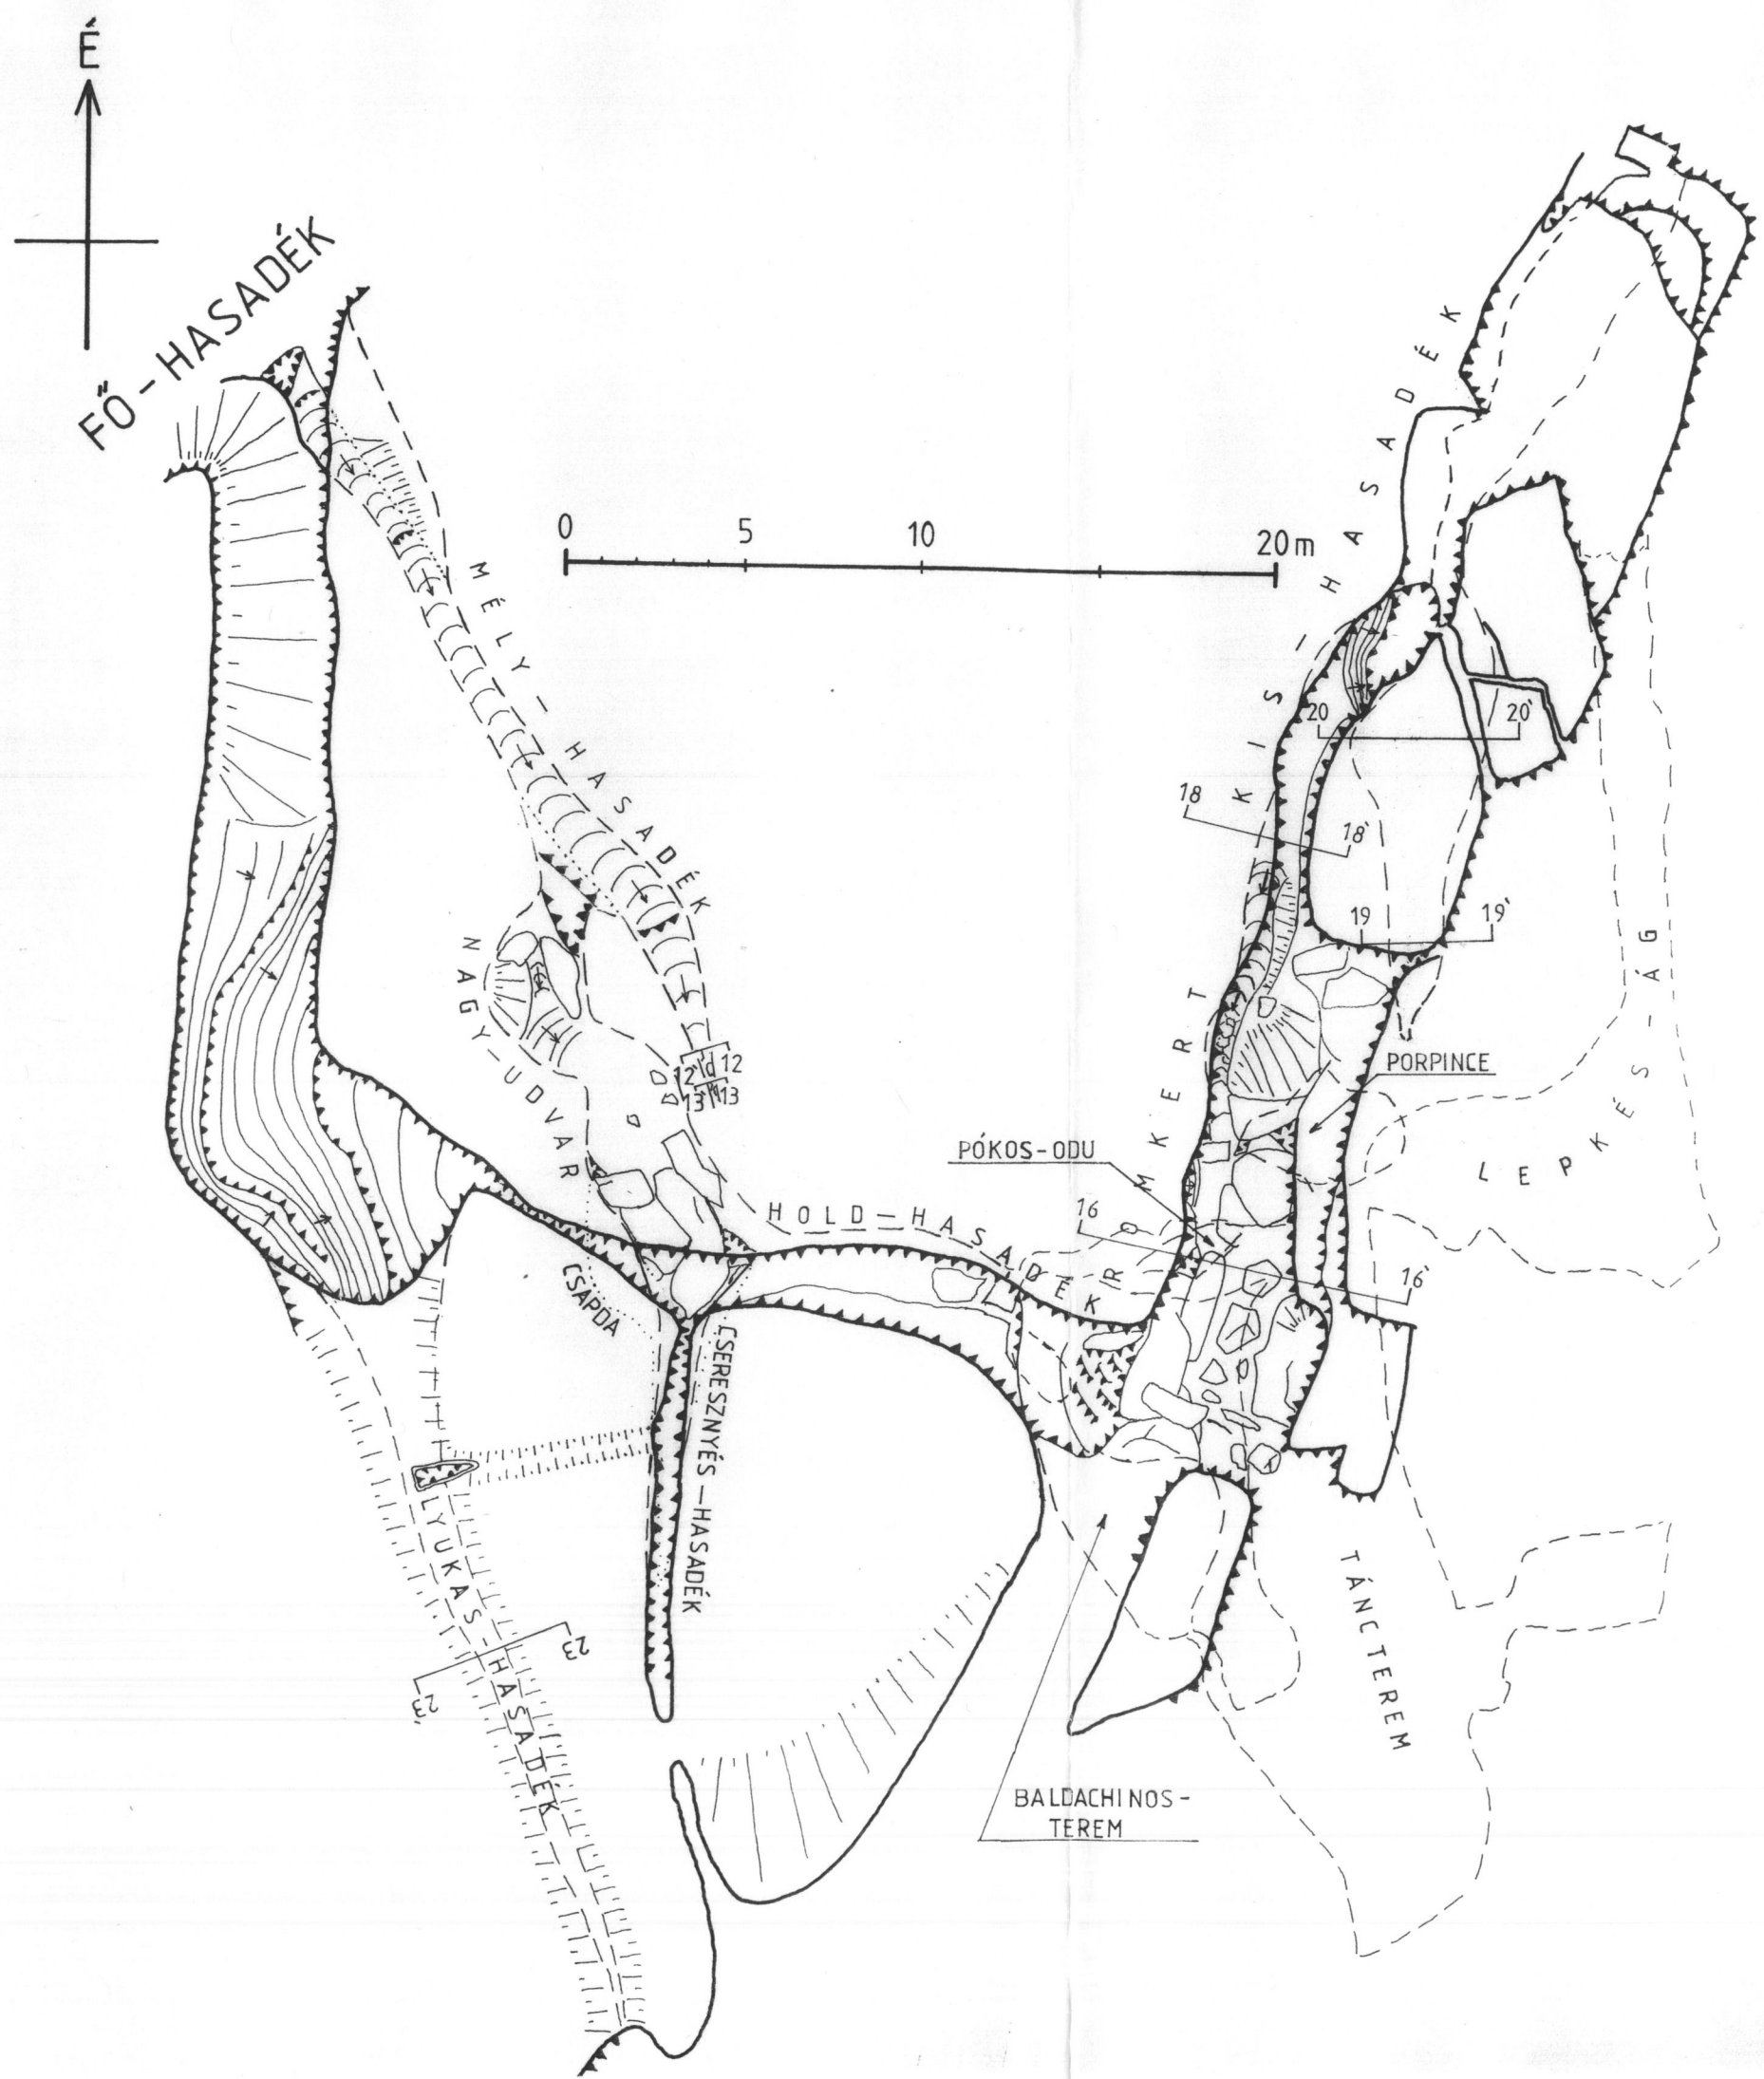 É
FŐ-HASADÉK
0 5 10 20m
MÉLY-HASADÉK
KIS-HASADÉK
20 20'
18 18'
19 19'
NAGY-UDVAR
12' 12
13' 13
PORPINCE
LEPKÉS-ÁG
PÓKOS-ODU
ROMKERT
16 16'
HOLD-HASADÉK
CSAPDA
CSERESZNYÉS-HASADÉK
LYUKAS-HASADÉK
23' 23
TÁNCTEREM
BALDACHINOS-
TEREM